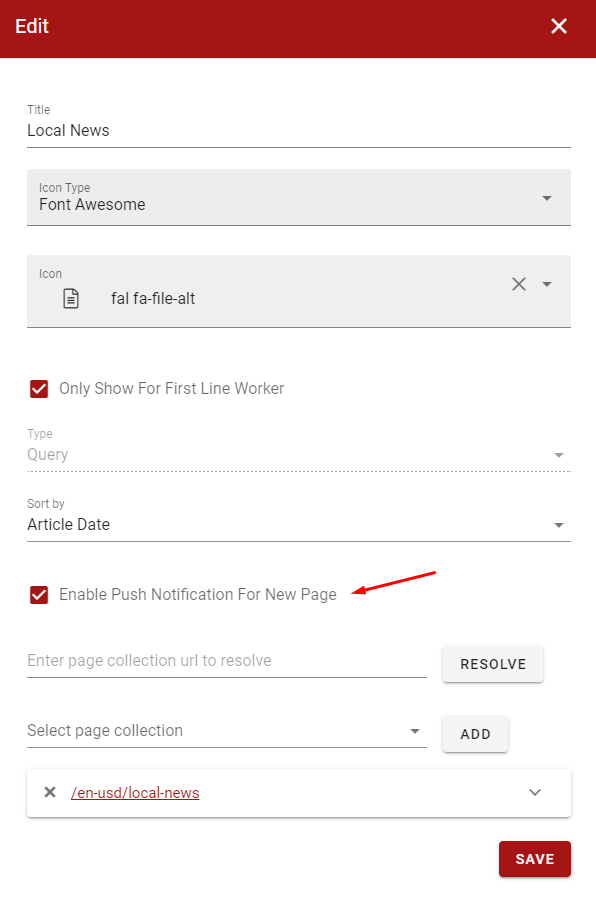 Edit
Title
Local News
Icon Type
Font Awesome
Icon
fal fa-file-alt
Only Show For First Line Worker
Type
Query
Sort by
Article Date
Enable Push Notification For New Page
Enter page collection url to resolve
RESOLVE
Select page collection
ADD
/en-usd/local-news
SAVE